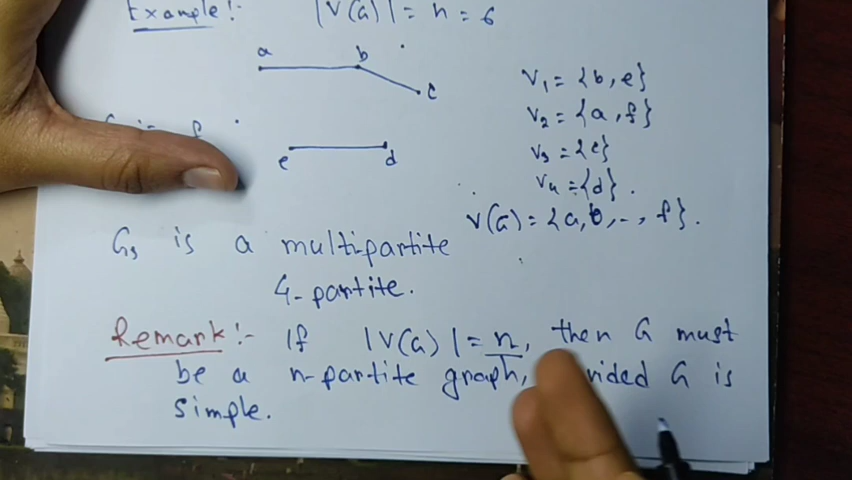 Example:- |V(G)| = n = 6
a b c
V₁ = {b, e}
V₂ = {a, f}
V₃ = {e}
V₄ = {d}.
e d
V(G) = {a, b, .., f}.
G₃ is a multipartite
4-partite.
Remark:- If |V(G)| = n, then G must
be a n-partite graph, vided G is
simple.